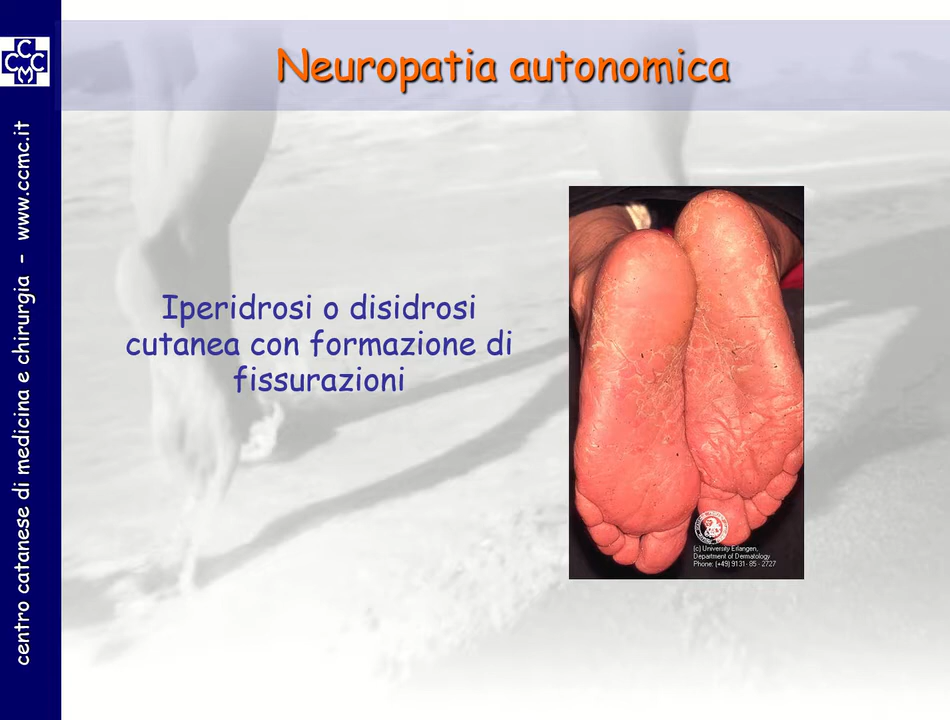 Neuropatia autonomica
C
C C
M
centro catanese di medicina e chirurgia - www.ccmc.it
Iperidrosi o disidrosi
cutanea con formazione di
fissurazioni
(c) University Erlangen,
Department of Dermatology
Phone: (+49) 9131- 85 - 2727